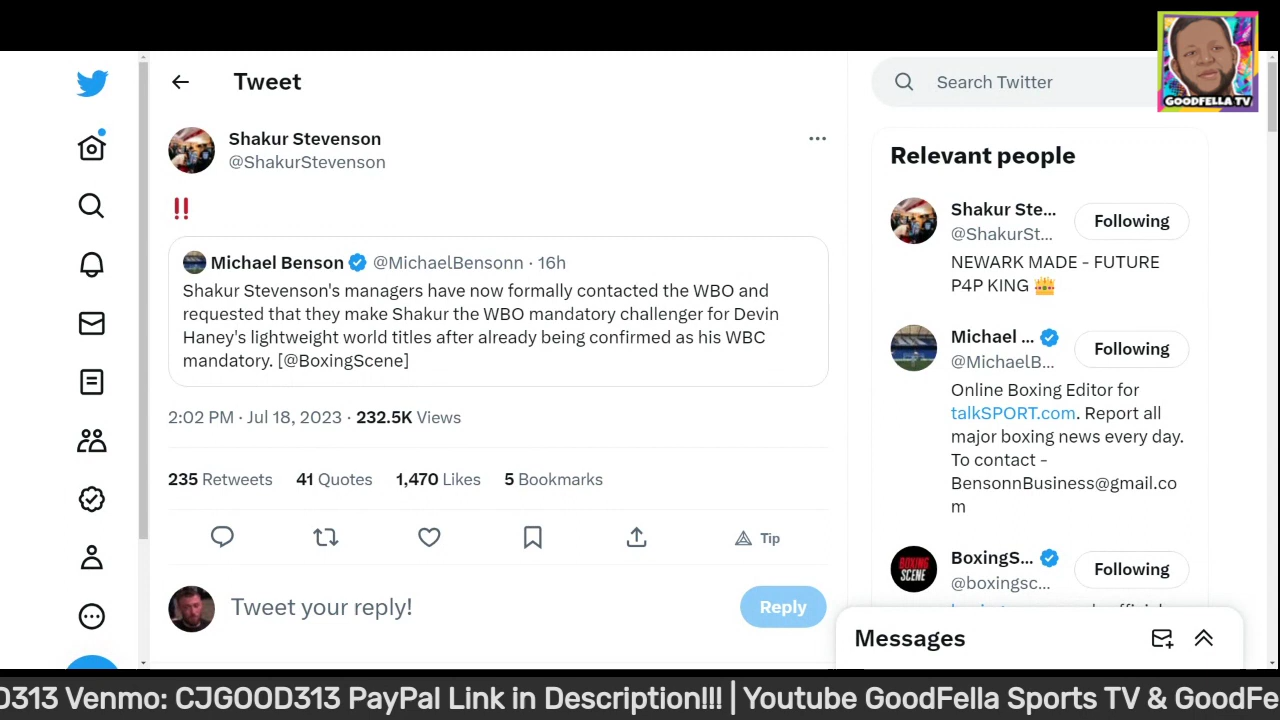 GOODFELLA TV
Tweet
Search Twitter
Shakur Stevenson
@ShakurStevenson
‼
Michael Benson @MichaelBensonn · 16h
Shakur Stevenson's managers have now formally contacted the WBO and
requested that they make Shakur the WBO mandatory challenger for Devin
Haney's lightweight world titles after already being confirmed as his WBC
mandatory. [@BoxingScene]
2:02 PM · Jul 18, 2023 · 232.5K Views
235 Retweets 41 Quotes 1,470 Likes 5 Bookmarks
Tip
Tweet your reply!
Reply
Relevant people
Shakur Ste...
@ShakurSt...
Following
NEWARK MADE - FUTURE
P4P KING 👑
Michael ...
@MichaelB...
Following
Online Boxing Editor for
talkSPORT.com. Report all
major boxing news every day.
To contact -
BensonnBusiness@gmail.co
m
BOXING
SCENE
BoxingS...
@boxingsc...
Following
Messages
D313 Venmo: CJGOOD313 PayPal Link in Description!!! | Youtube GoodFella Sports TV & GoodFe